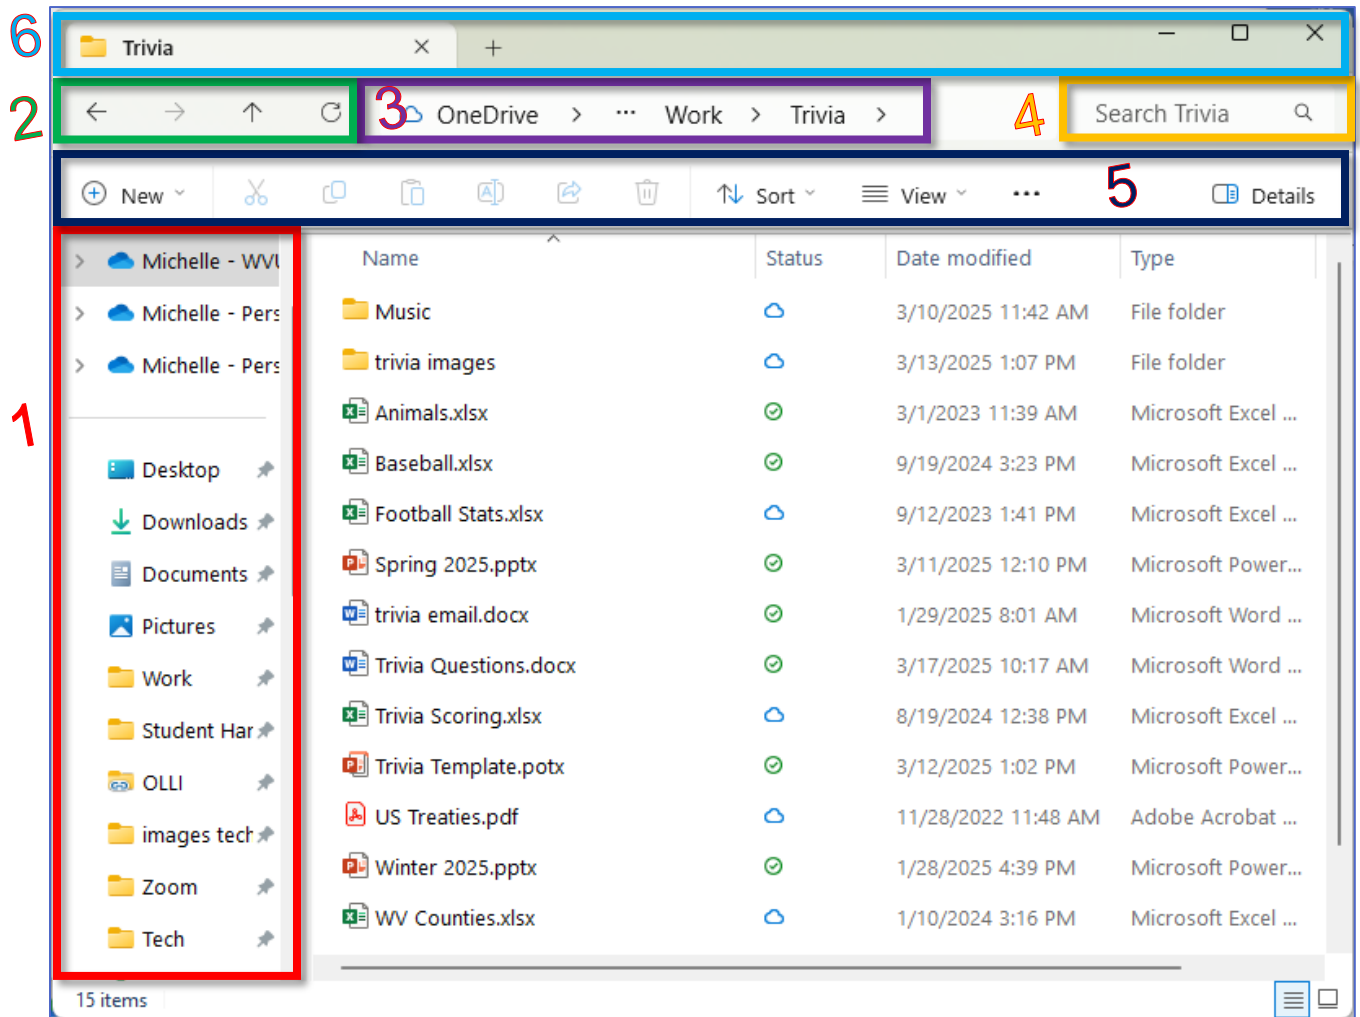 6
Trivia
2
3
OneDrive > ... Work > Trivia >
4
Search Trivia
New
Sort
View
...
5
Details
1
Michelle - WVU
Michelle - Pers
Michelle - Pers
Desktop
Downloads
Documents
Pictures
Work
Student Har
OLLI
images tech
Zoom
Tech
Name Status Date modified Type
Music 3/10/2025 11:42 AM File folder
trivia images 3/13/2025 1:07 PM File folder
Animals.xlsx 3/1/2023 11:39 AM Microsoft Excel ...
Baseball.xlsx 9/19/2024 3:23 PM Microsoft Excel ...
Football Stats.xlsx 9/12/2023 1:41 PM Microsoft Excel ...
Spring 2025.pptx 3/11/2025 12:10 PM Microsoft Power...
trivia email.docx 1/29/2025 8:01 AM Microsoft Word ...
Trivia Questions.docx 3/17/2025 10:17 AM Microsoft Word ...
Trivia Scoring.xlsx 8/19/2024 12:38 PM Microsoft Excel ...
Trivia Template.potx 3/12/2025 1:02 PM Microsoft Power...
US Treaties.pdf 11/28/2022 11:48 AM Adobe Acrobat ...
Winter 2025.pptx 1/28/2025 4:39 PM Microsoft Power...
WV Counties.xlsx 1/10/2024 3:16 PM Microsoft Excel ...
15 items